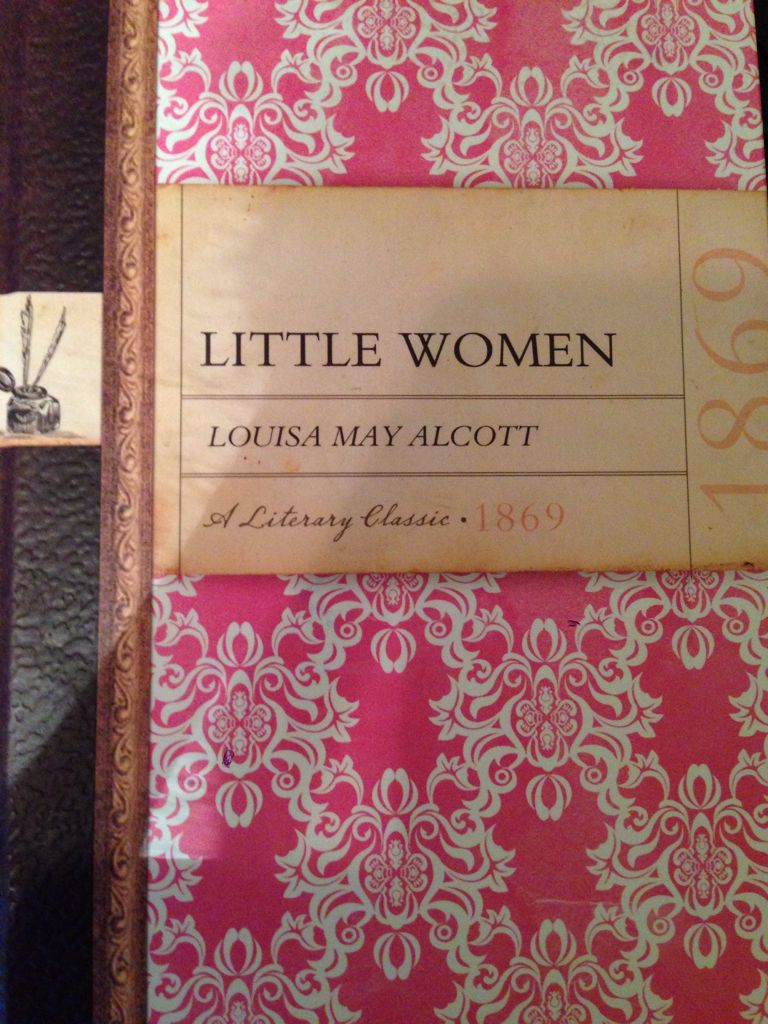 LITTLE WOMEN
LOUISA MAY ALCOTT
A Literary Classic • 1869
1869